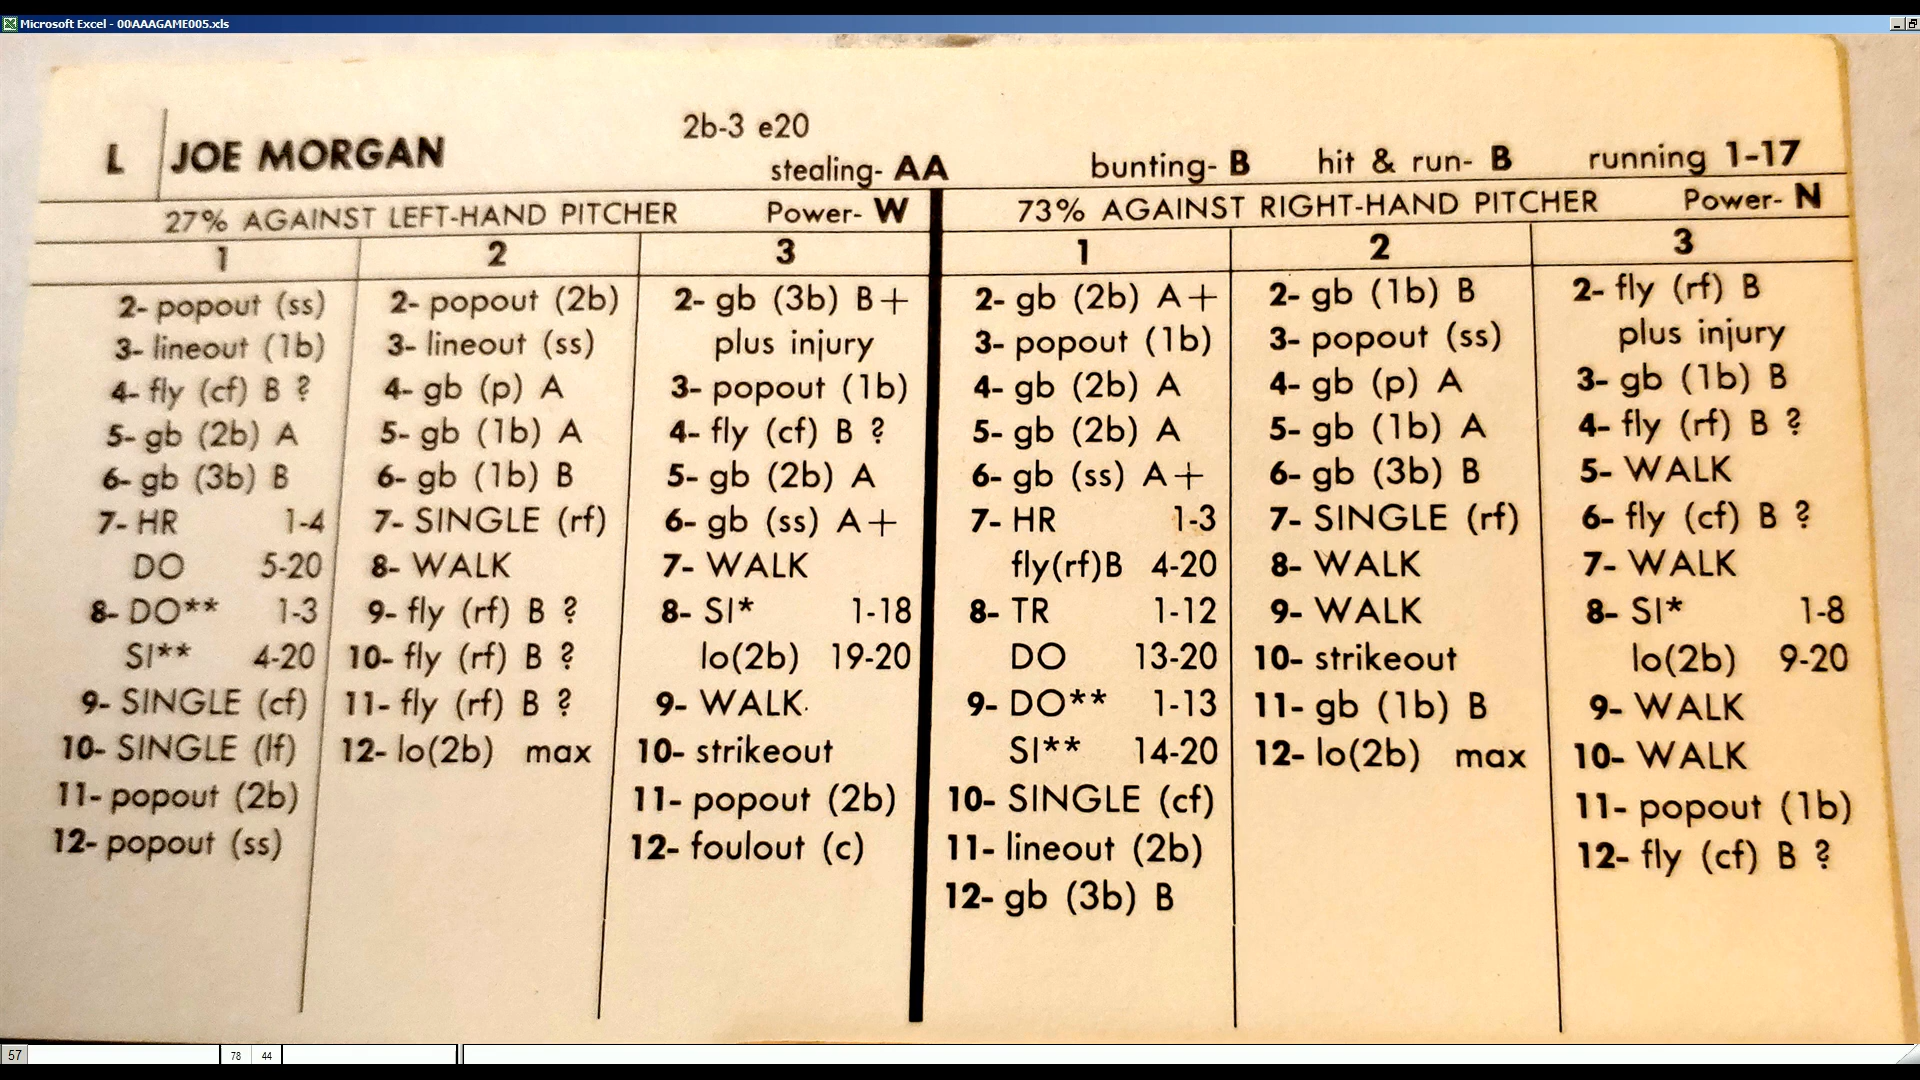 Microsoft Excel - 00AAAGAME005.xls
2b-3 e20
L JOE MORGAN stealing- AA bunting- B hit & run- B running 1-17
27% AGAINST LEFT-HAND PITCHER Power- W
1 2 3
2- popout (ss)
3- lineout (1b)
4- fly (cf) B ?
5- gb (2b) A
6- gb (3b) B
7- HR 1-4
DO 5-20
8- DO** 1-3
SI** 4-20
9- SINGLE (cf)
10- SINGLE (lf)
11- popout (2b)
12- popout (ss)
2- popout (2b)
3- lineout (ss)
4- gb (p) A
5- gb (1b) A
6- gb (1b) B
7- SINGLE (rf)
8- WALK
9- fly (rf) B ?
10- fly (rf) B ?
11- fly (rf) B ?
12- lo(2b) max
2- gb (3b) B+
plus injury
3- popout (1b)
4- fly (cf) B ?
5- gb (2b) A
6- gb (ss) A+
7- WALK
8- SI* 1-18
lo(2b) 19-20
9- WALK
10- strikeout
11- popout (2b)
12- foulout (c)
73% AGAINST RIGHT-HAND PITCHER Power- N
1 2 3
2- gb (2b) A+
3- popout (1b)
4- gb (2b) A
5- gb (2b) A
6- gb (ss) A+
7- HR 1-3
fly(rf)B 4-20
8- TR 1-12
DO 13-20
9- DO** 1-13
SI** 14-20
10- SINGLE (cf)
11- lineout (2b)
12- gb (3b) B
2- gb (1b) B
3- popout (ss)
4- gb (p) A
5- gb (1b) A
6- gb (3b) B
7- SINGLE (rf)
8- WALK
9- WALK
10- strikeout
11- gb (1b) B
12- lo(2b) max
2- fly (rf) B
plus injury
3- gb (1b) B
4- fly (rf) B ?
5- WALK
6- fly (cf) B ?
7- WALK
8- SI* 1-8
lo(2b) 9-20
9- WALK
10- WALK
11- popout (1b)
12- fly (cf) B ?
57 78 44